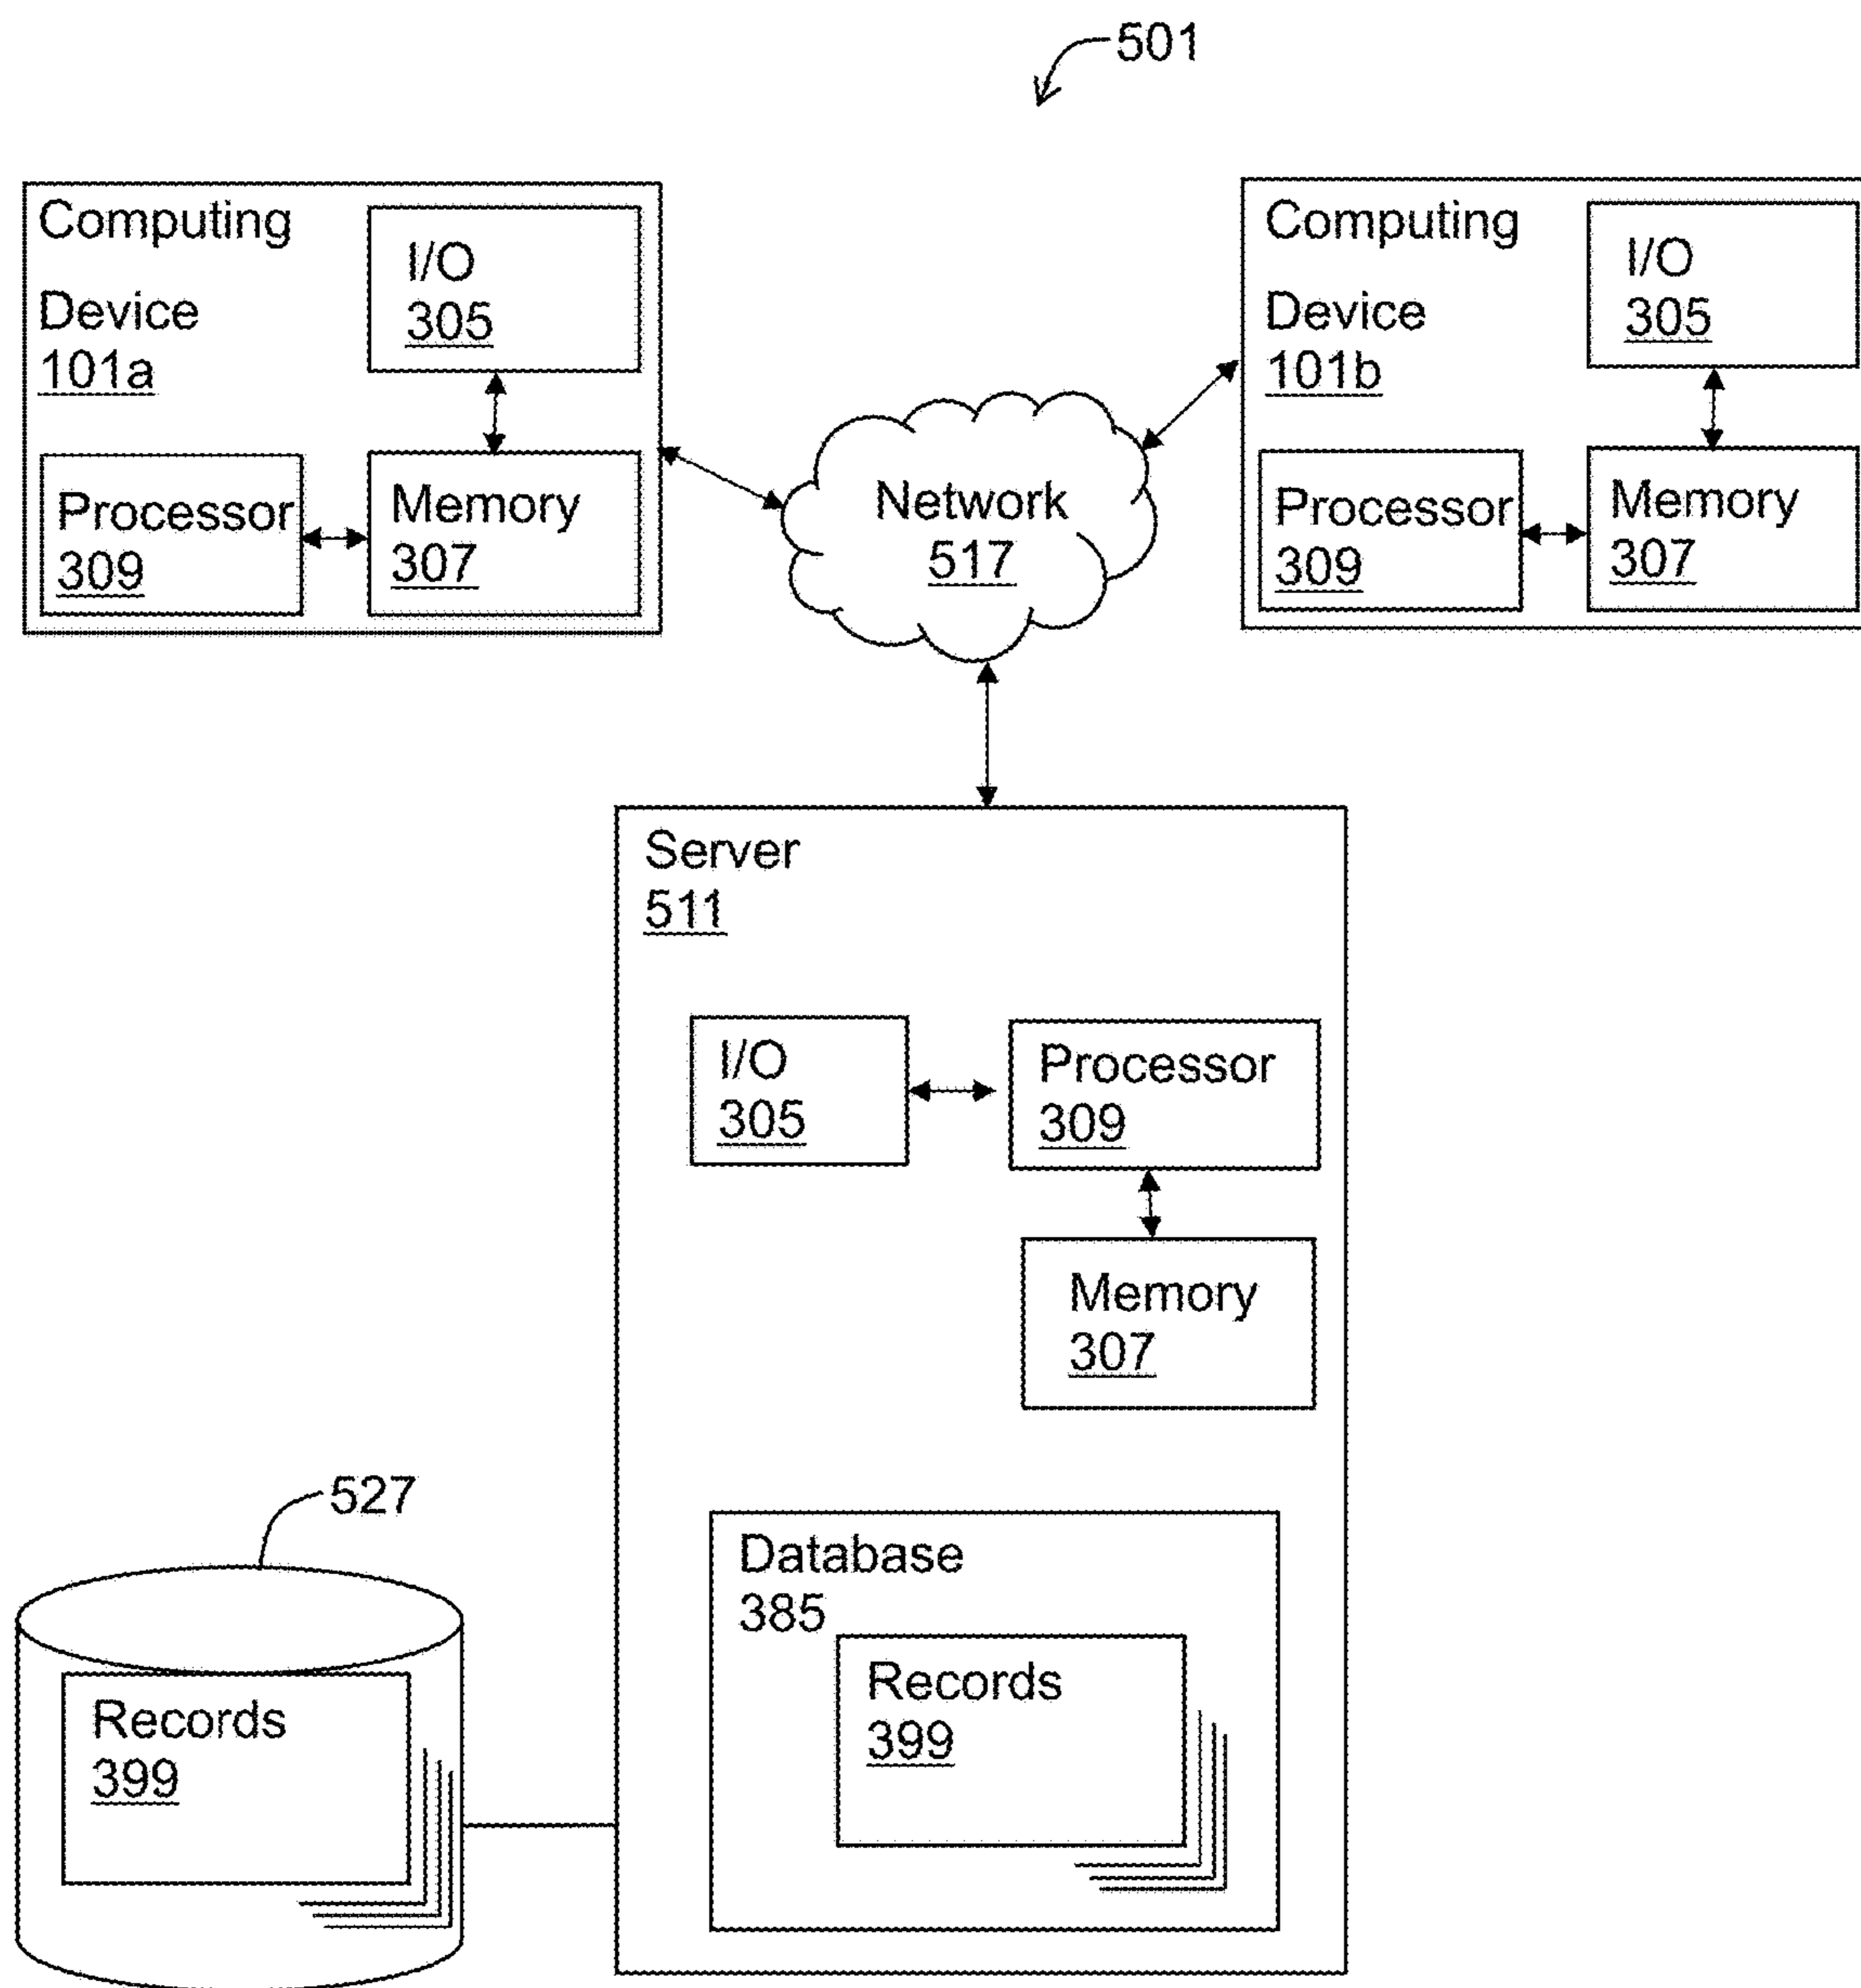 501
Computing
Device
101a
I/O
305
Processor
309
Memory
307
Network
517
Computing
Device
101b
I/O
305
Processor
309
Memory
307
Server
511
I/O
305
Processor
309
Memory
307
527
Records
399
Database
385
Records
399